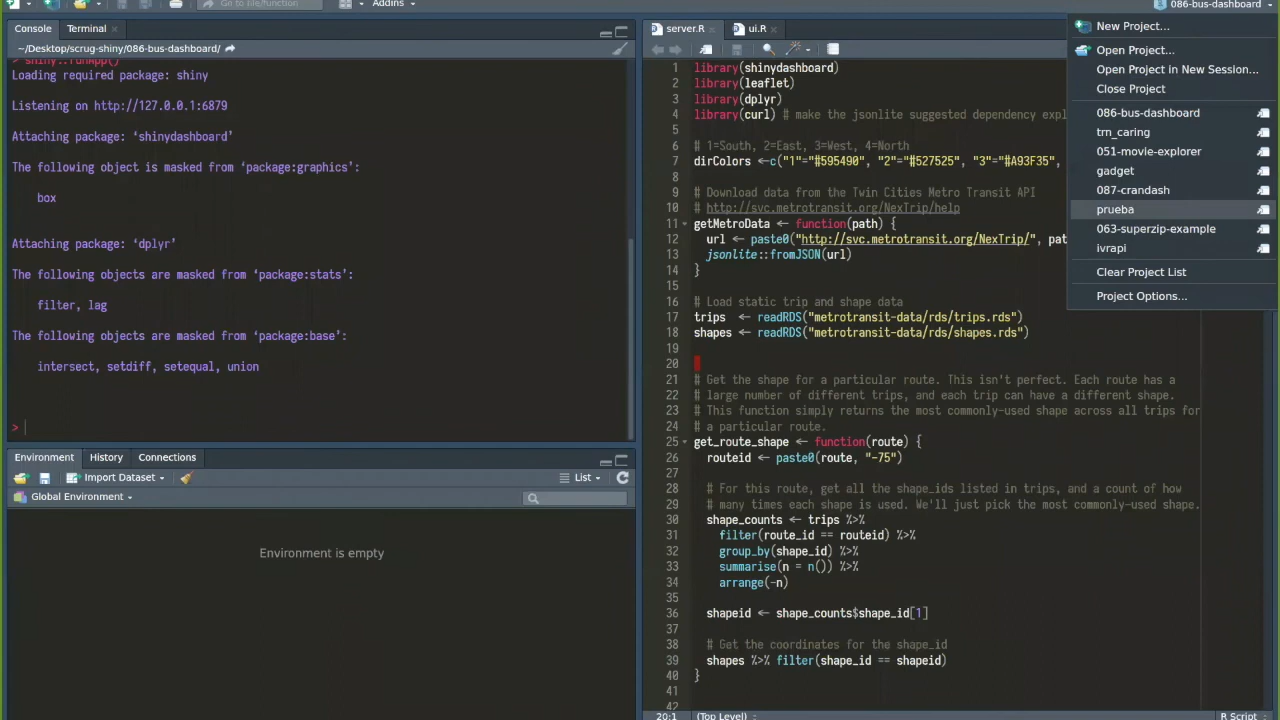 Go to file/function
Addins
086-bus-dashboard
Console
Terminal
~/Desktop/scrug-shiny/086-bus-dashboard/
> shiny::runApp()
Loading required package: shiny
Listening on http://127.0.0.1:6879
Attaching package: ‘shinydashboard’
The following object is masked from ‘package:graphics’:
box
Attaching package: ‘dplyr’
The following objects are masked from ‘package:stats’:
filter, lag
The following objects are masked from ‘package:base’:
intersect, setdiff, setequal, union
>
Environment
History
Connections
Import Dataset
List
Global Environment
Environment is empty
server.R
ui.R
1 library(shinydashboard)
2 library(leaflet)
3 library(dplyr)
4 library(curl) # make the jsonlite suggested dependency expl
5
6 # 1=South, 2=East, 3=West, 4=North
7 dirColors <-c("1"="#595490", "2"="#527525", "3"="#A93F35",
8
9 # Download data from the Twin Cities Metro Transit API
10 # http://svc.metrotransit.org/NexTrip/help
11 getMetroData <- function(path) {
12 url <- paste0("http://svc.metrotransit.org/NexTrip/", pat
13 jsonlite::fromJSON(url)
14 }
15
16 # Load static trip and shape data
17 trips <- readRDS("metrotransit-data/rds/trips.rds")
18 shapes <- readRDS("metrotransit-data/rds/shapes.rds")
19
20
21 # Get the shape for a particular route. This isn't perfect. Each route has a
22 # large number of different trips, and each trip can have a different shape.
23 # This function simply returns the most commonly-used shape across all trips for
24 # a particular route.
25 get_route_shape <- function(route) {
26 routeid <- paste0(route, "-75")
27
28 # For this route, get all the shape_ids listed in trips, and a count of how
29 # many times each shape is used. We'll just pick the most commonly-used shape.
30 shape_counts <- trips %>%
31 filter(route_id == routeid) %>%
32 group_by(shape_id) %>%
33 summarise(n = n()) %>%
34 arrange(-n)
35
36 shapeid <- shape_counts$shape_id[1]
37
38 # Get the coordinates for the shape_id
39 shapes %>% filter(shape_id == shapeid)
40 }
41
42
20:1
(Top Level)
R Script
New Project...
Open Project...
Open Project in New Session...
Close Project
086-bus-dashboard
trn_caring
051-movie-explorer
gadget
087-crandash
prueba
063-superzip-example
ivrapi
Clear Project List
Project Options...